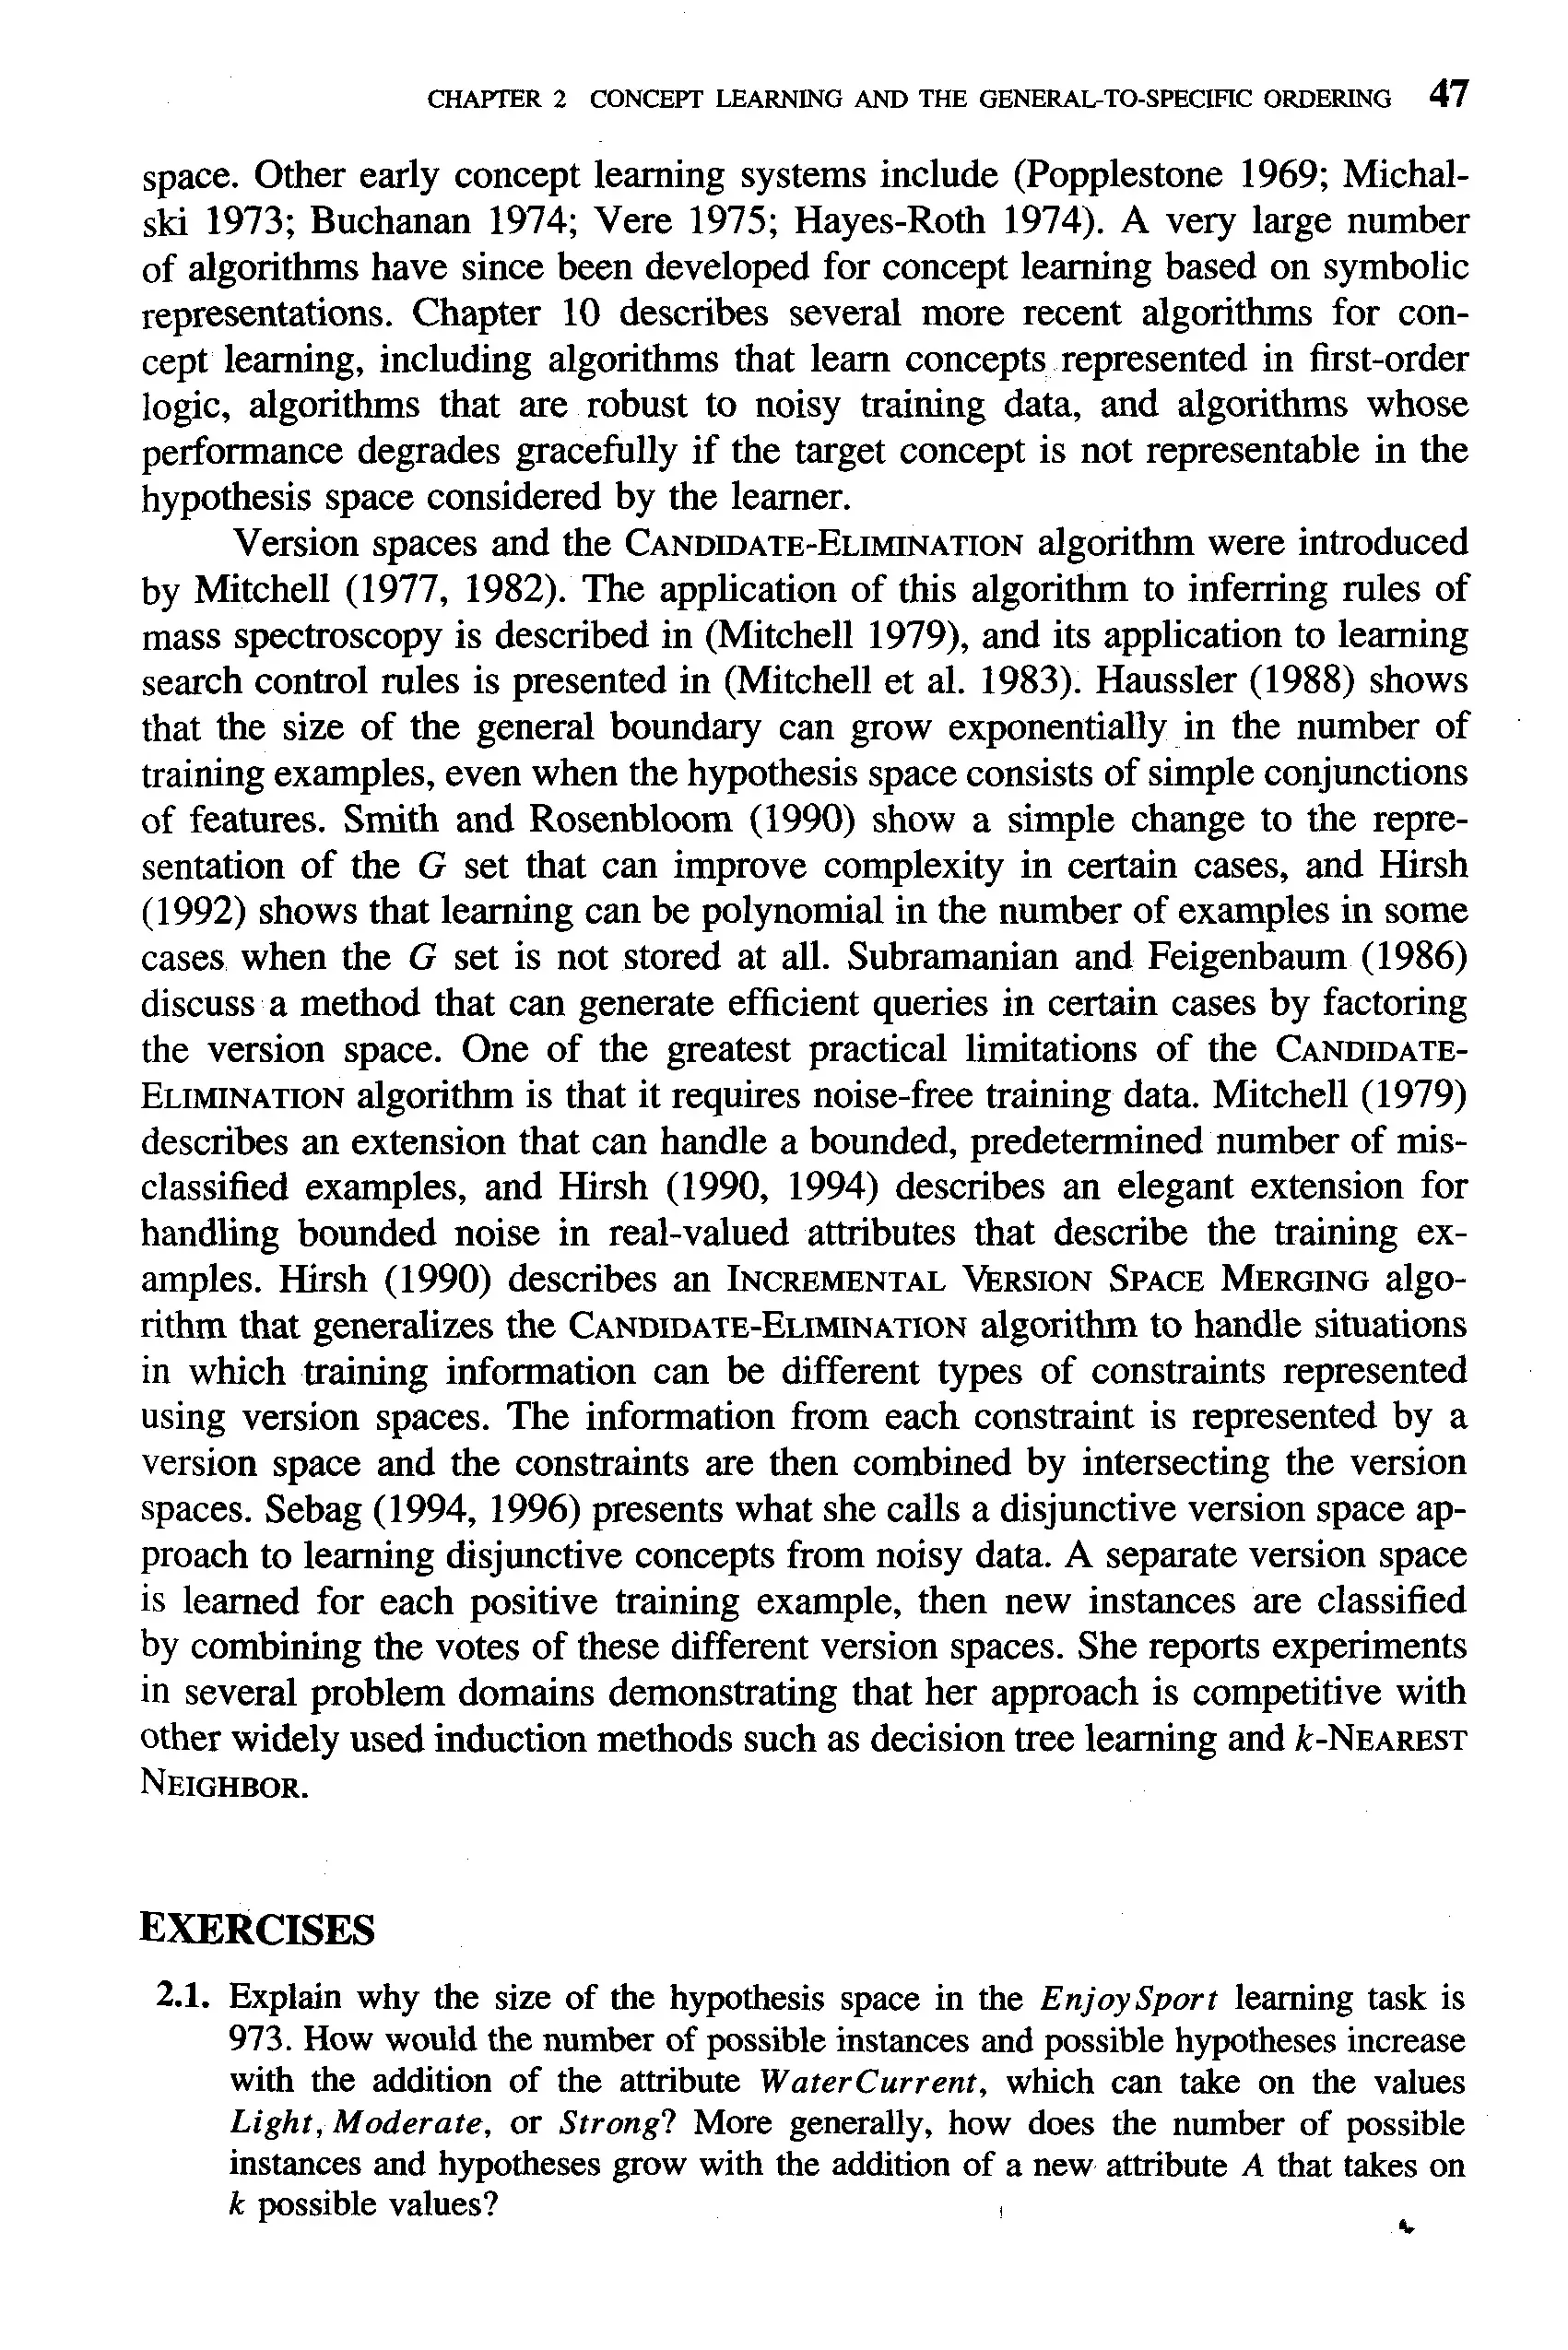 CHAPTER 2 CONCEPT LEARNING AND THE GENERAL-TO-SPECIFIC ORDERING 47
space. Other early concept learning systems include (Popplestone 1969; Michal-
ski 1973; Buchanan 1974; Vere 1975; Hayes-Roth 1974). A very large number
of algorithms have since been developed for concept learning based on symbolic
representations. Chapter 10 describes several more recent algorithms for con-
cept learning, including algorithms that learn concepts represented in first-order
logic, algorithms that are robust to noisy training data, and algorithms whose
performance degrades gracefully if the target concept is not representable in the
hypothesis space considered by the learner.
Version spaces and the CANDIDATE-ELIMINATION algorithm were introduced
by Mitchell (1977, 1982). The application of this algorithm to inferring rules of
mass spectroscopy is described in (Mitchell 1979), and its application to learning
search control rules is presented in (Mitchell et al. 1983). Haussler (1988) shows
that the size of the general boundary can grow exponentially in the number of
training examples, even when the hypothesis space consists of simple conjunctions
of features. Smith and Rosenbloom (1990) show a simple change to the repre-
sentation of the G set that can improve complexity in certain cases, and Hirsh
(1992) shows that learning can be polynomial in the number of examples in some
cases when the G set is not stored at all. Subramanian and Feigenbaum (1986)
discuss a method that can generate efficient queries in certain cases by factoring
the version space. One of the greatest practical limitations of the CANDIDATE-
ELIMINATION algorithm is that it requires noise-free training data. Mitchell (1979)
describes an extension that can handle a bounded, predetermined number of mis-
classified examples, and Hirsh (1990, 1994) describes an elegant extension for
handling bounded noise in real-valued attributes that describe the training ex-
amples. Hirsh (1990) describes an INCREMENTAL VERSION SPACE MERGING algo-
rithm that generalizes the CANDIDATE-ELIMINATION algorithm to handle situations
in which training information can be different types of constraints represented
using version spaces. The information from each constraint is represented by a
version space and the constraints are then combined by intersecting the version
spaces. Sebag (1994, 1996) presents what she calls a disjunctive version space ap-
proach to learning disjunctive concepts from noisy data. A separate version space
is learned for each positive training example, then new instances are classified
by combining the votes of these different version spaces. She reports experiments
in several problem domains demonstrating that her approach is competitive with
other widely used induction methods such as decision tree learning and k-NEAREST
NEIGHBOR.
EXERCISES
2.1. Explain why the size of the hypothesis space in the EnjoySport learning task is
973. How would the number of possible instances and possible hypotheses increase
with the addition of the attribute WaterCurrent, which can take on the values
Light, Moderate, or Strong? More generally, how does the number of possible
instances and hypotheses grow with the addition of a new attribute A that takes on
k possible values?